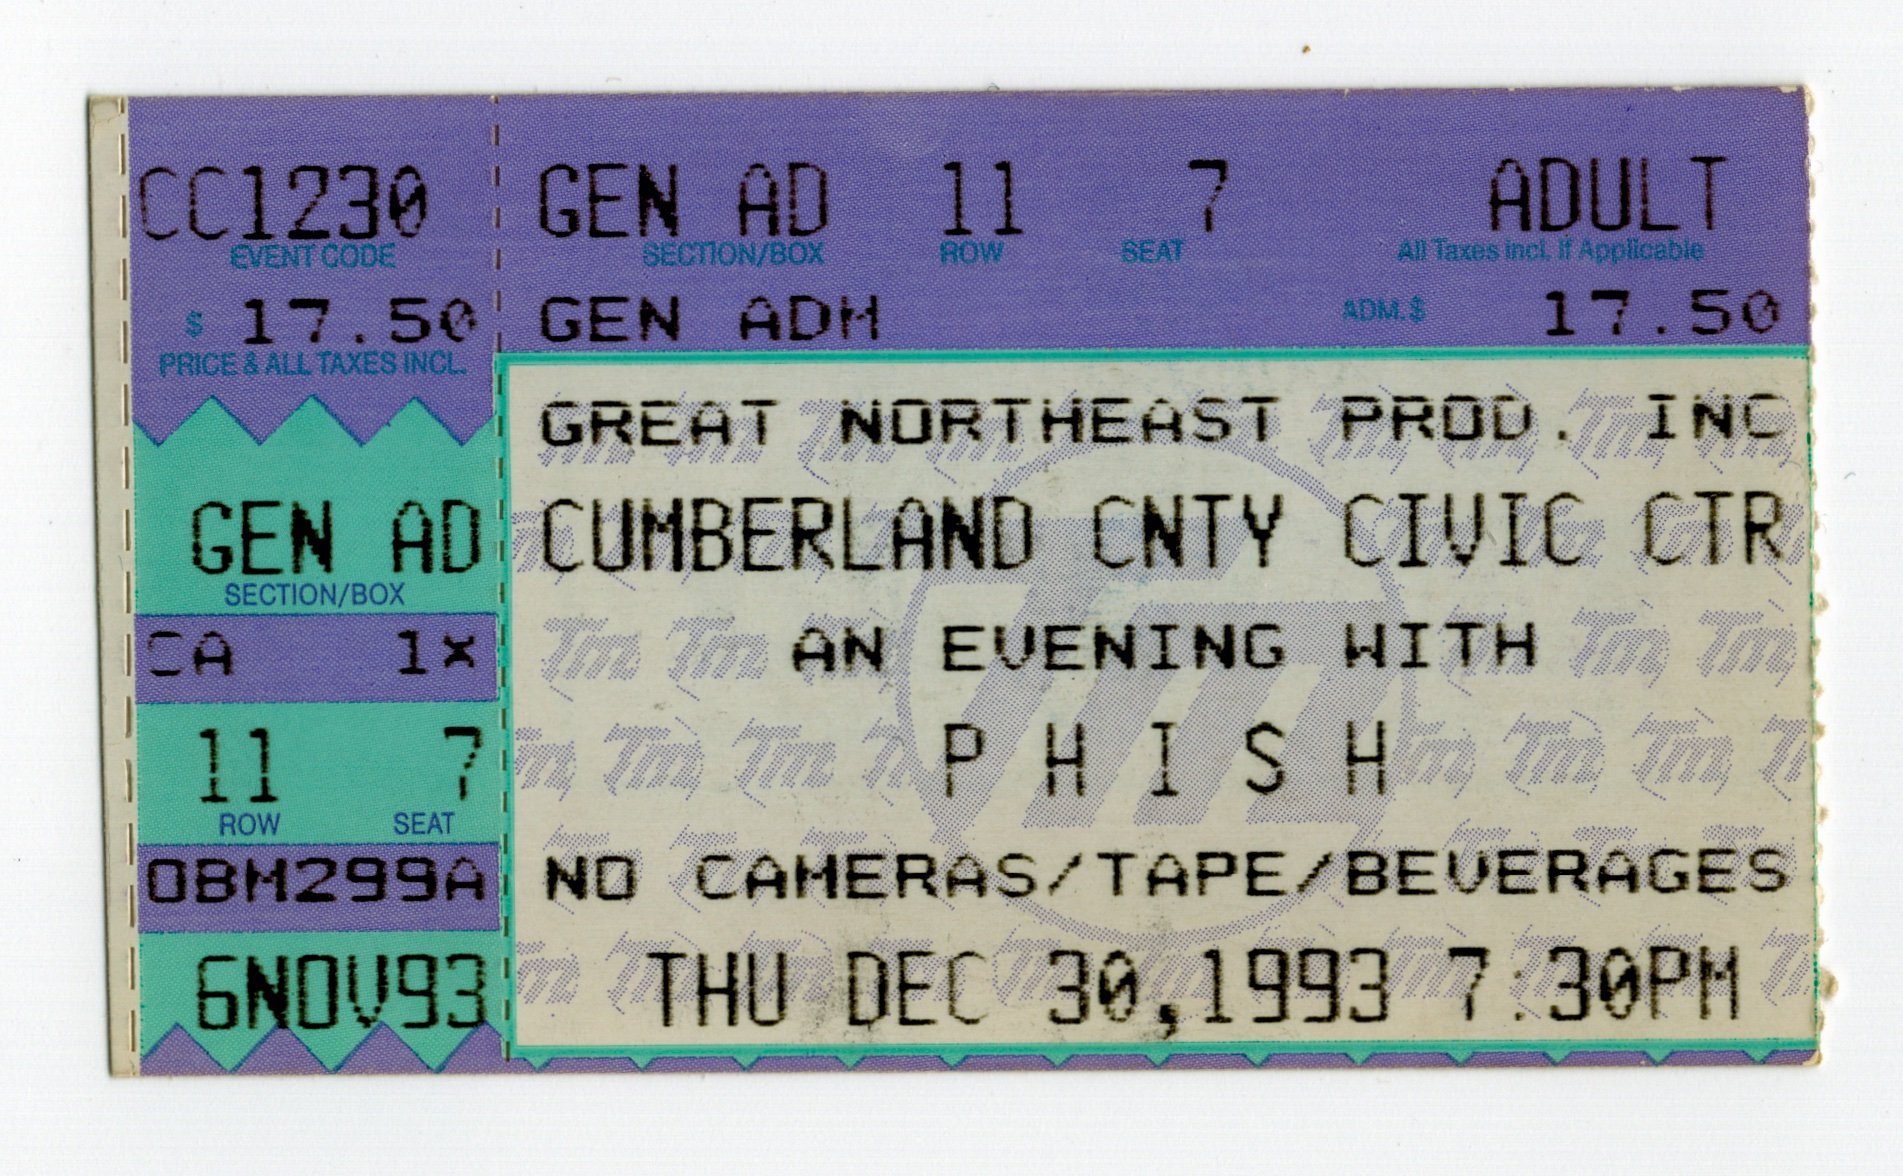 CC1230
EVENT CODE
$ 17.50
PRICE & ALL TAXES INCL.
GEN AD
SECTION/BOX
CA 1X
11 7
ROW SEAT
OBM299A
6NOV93
GEN AD 11 7 ADULT
SECTION/BOX ROW SEAT All Taxes Incl. If Applicable
GEN ADM ADM. $ 17.50
GREAT NORTHEAST PROD. INC
CUMBERLAND CNTY CIVIC CTR
AN EVENING WITH
P H I S H
NO CAMERAS/TAPE/BEVERAGES
THU DEC 30,1993 7:30PM